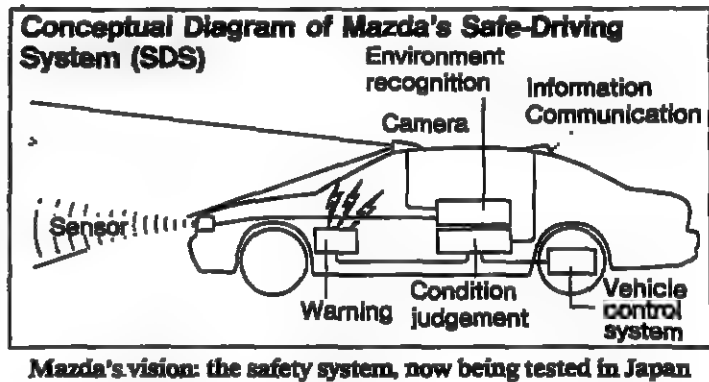 Conceptual Diagram of Mazda's Safe-Driving
System (SDS)
Environment
recognition
Information
Communication
Camera
Sensor
Warning
Condition
judgement
Vehicle
control
system
Mazda's vision: the safety system, now being tested in Japan